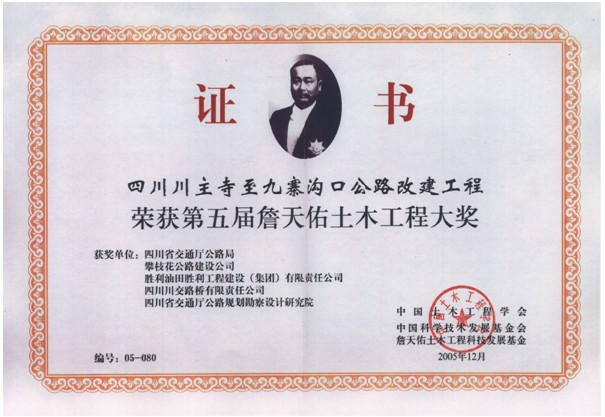 证 书
四川川主寺至九寨沟口公路改建工程
荣获第五届詹天佑土木工程大奖
获奖单位：四川省交通厅公路局
攀枝花公路建设公司
胜利油田胜利工程建设（集团）有限责任公司
四川川交路桥有限责任公司
四川省交通厅公路规划勘察设计研究院
中国土木工程学会
中国科学技术发展基金会
詹天佑土木工程科技发展基金
2005年12月
编号：05-080